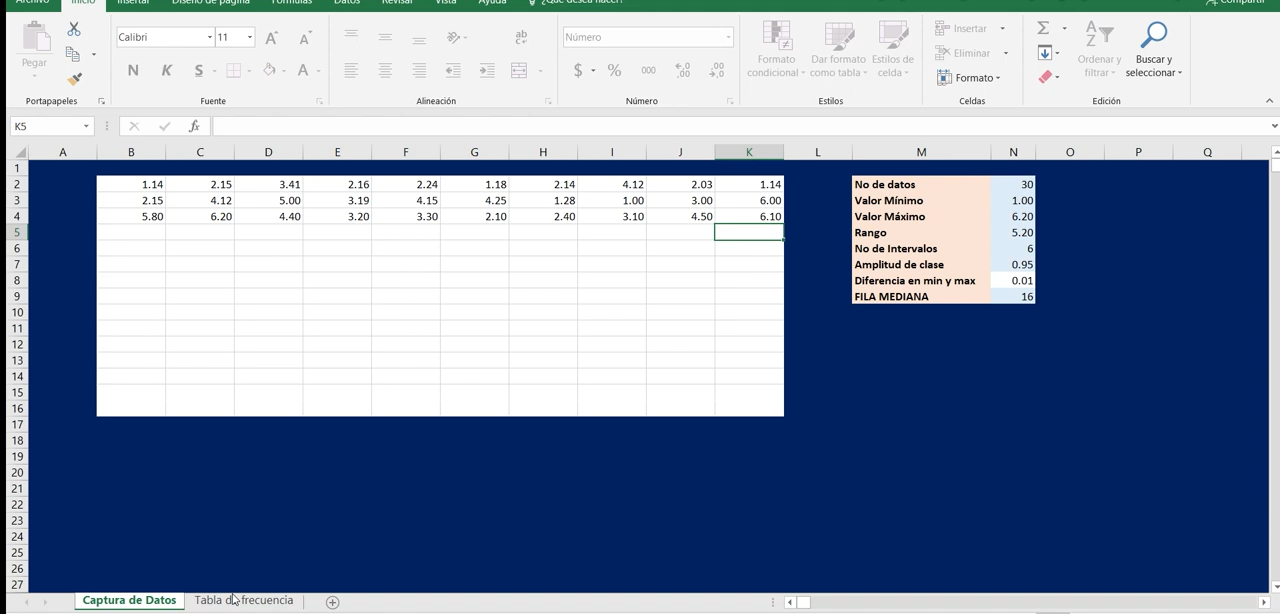 Archivo Inicio Insertar Diseño de página Fórmulas Datos Revisar Vista Ayuda ¿Qué desea hacer? Compartir
Pegar
Portapapeles
Calibri 11
N K S
Fuente
ab
Alineación
Número
$ % 000
Número
Formato condicional
Dar formato como tabla
Estilos de celda
Estilos
Insertar
Eliminar
Formato
Celdas
Ordenar y filtrar
Buscar y seleccionar
Edición
K5 fx
A B C D E F G H I J K L M N O P Q
1
2 1.14 2.15 3.41 2.16 2.24 1.18 2.14 4.12 2.03 1.14 No de datos 30
3 2.15 4.12 5.00 3.19 4.15 4.25 1.28 1.00 3.00 6.00 Valor Mínimo 1.00
4 5.80 6.20 4.40 3.20 3.30 2.10 2.40 3.10 4.50 6.10 Valor Máximo 6.20
5 Rango 5.20
6 No de Intervalos 6
7 Amplitud de clase 0.95
8 Diferencia en min y max 0.01
9 FILA MEDIANA 16
10
11
12
13
14
15
16
17
18
19
20
21
22
23
24
25
26
27
Captura de Datos Tabla de frecuencia